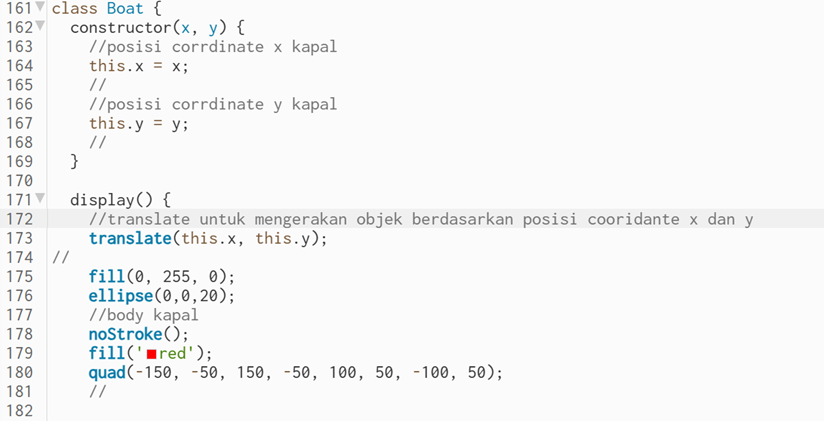 161 class Boat {
162 constructor(x, y) {
163 //posisi corrdinate x kapal
164 this.x = x;
165 //
166 //posisi corrdinate y kapal
167 this.y = y;
168 //
169 }
170
171 display() {
172 //translate untuk mengerakan objek berdasarkan posisi cooridante x dan y
173 translate(this.x, this.y);
174 //
175 fill(0, 255, 0);
176 ellipse(0,0,20);
177 //body kapal
178 noStroke();
179 fill('red');
180 quad(-150, -50, 150, -50, 100, 50, -100, 50);
181 //
182